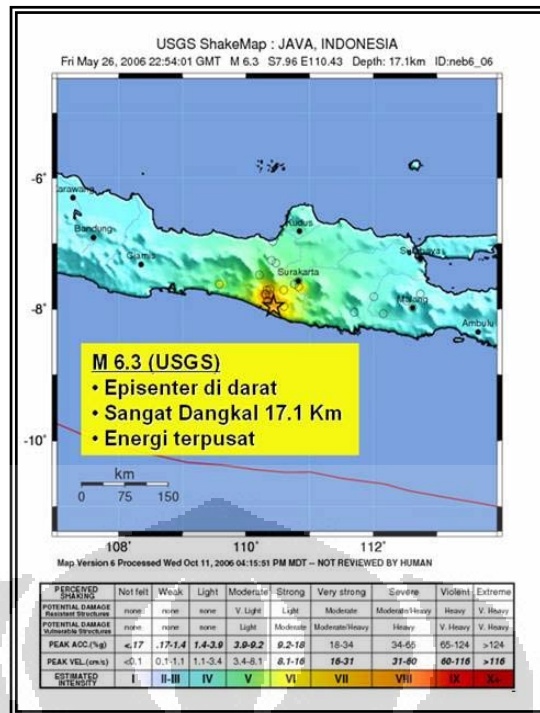 USGS ShakeMap : JAVA, INDONESIA
Fri May 26, 2006 22:54:01 GMT M 6.3 S7.96 E110.43 Depth: 17.1km ID:neb6_06
-6°
-8°
-10°
arawang
Bandung
Ciamis
Kudus
Surakarta
Surabaya
Malang
Ambulu
M 6.3 (USGS)
• Episenter di darat
• Sangat Dangkal 17.1 Km
• Energi terpusat
km
0 75 150
108° 110° 112°
Map Version 6 Processed Wed Oct 11, 2006 04:15:51 PM MDT -- NOT REVIEWED BY HUMAN
PERCEIVED SHAKING Not felt Weak Light Moderate Strong Very strong Severe Violent Extreme
POTENTIAL DAMAGE Resistant Structures none none none V. Light Light Moderate Moderate/Heavy Heavy V. Heavy
POTENTIAL DAMAGE Vulnerable Structures none none none Light Moderate Moderate/Heavy Heavy V. Heavy V. Heavy
PEAK ACC.(%g) <.17 .17-1.4 1.4-3.9 3.9-9.2 9.2-18 18-34 34-65 65-124 >124
PEAK VEL.(cm/s) <0.1 0.1-1.1 1.1-3.4 3.4-8.1 8.1-16 16-31 31-60 60-116 >116
ESTIMATED INTENSITY I II-III IV V VI VII VIII IX X+